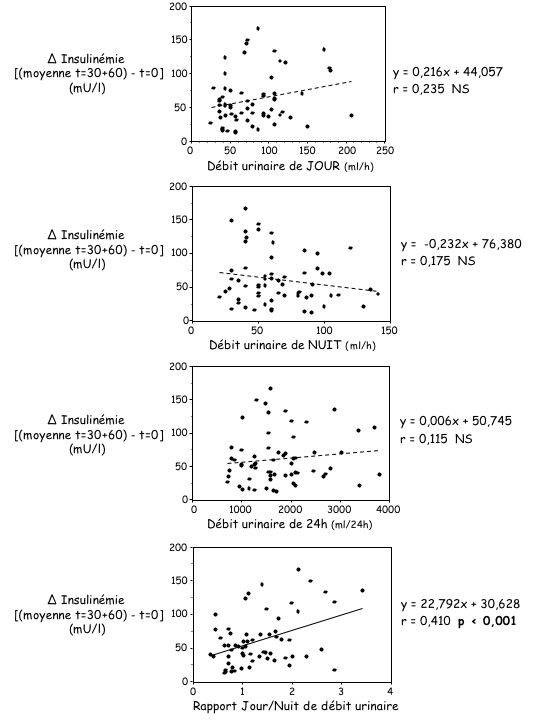 200
150
100
50
0
Δ Insulinémie
[(moyenne t=30+60) - t=0]
(mU/l)
y = 0,216x + 44,057
r = 0,235 NS
0 50 100 150 200 250
Débit urinaire de JOUR (ml/h)
200
150
100
50
0
Δ Insulinémie
[(moyenne t=30+60) - t=0]
(mU/l)
y = -0,232x + 76,380
r = 0,175 NS
0 50 100 150
Débit urinaire de NUIT (ml/h)
200
150
100
50
0
Δ Insulinémie
[(moyenne t=30+60) - t=0]
(mU/l)
y = 0,006x + 50,745
r = 0,115 NS
0 1000 2000 3000 4000
Débit urinaire de 24h (ml/24h)
200
150
100
50
0
Δ Insulinémie
[(moyenne t=30+60) - t=0]
(mU/l)
y = 22,792x + 30,628
r = 0,410 p < 0,001
0 1 2 3 4
Rapport Jour/Nuit de débit urinaire